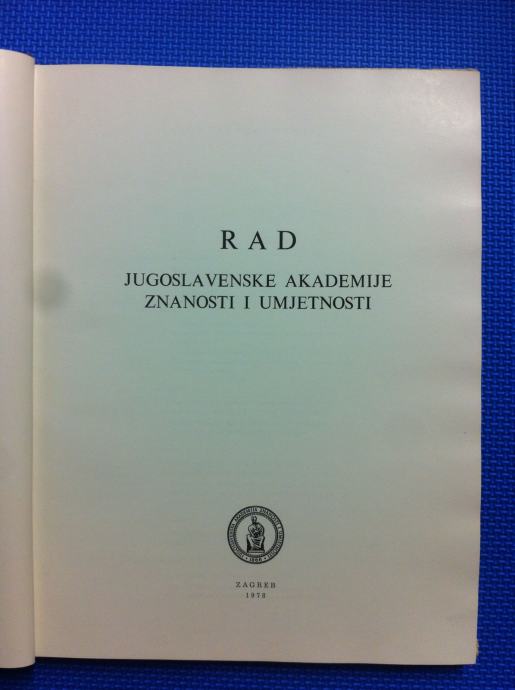 RAD
JUGOSLAVENSKE AKADEMIJE
ZNANOSTI I UMJETNOSTI
ZAGREB
1978